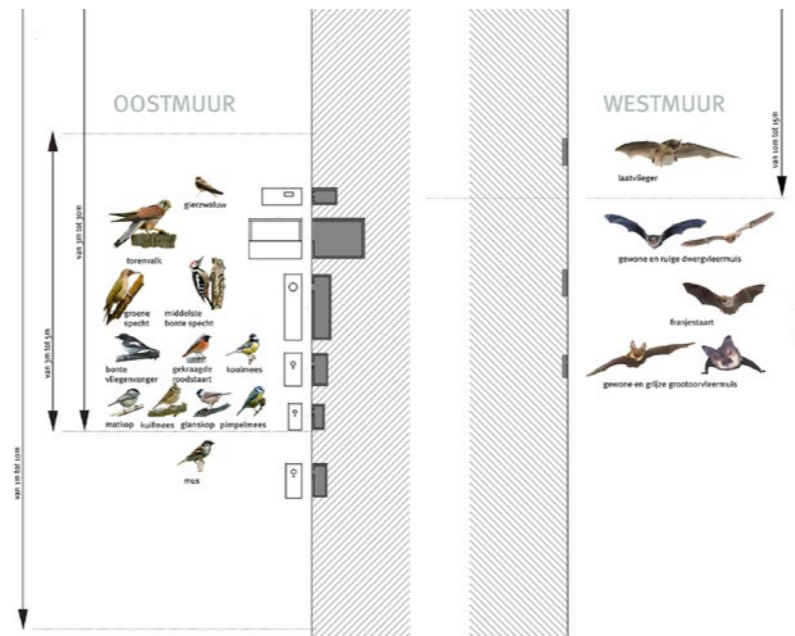 OOSTMUUR
WESTMUUR
van 10m tot 15m
laatvlieger
gierzwaluw
van 3m tot 30m
torenvalk
gewone en ruige dwergvleermuis
groene
specht
middelste
bonte specht
franjestaart
van 3m tot 5m
bonte
vliegenvanger
gekraagde
roodstaart
koolmees
gewone en grijze grootoorvleermuis
matkop
kuifmees
glanskop
pimpelmees
mus
van 1m tot 10m